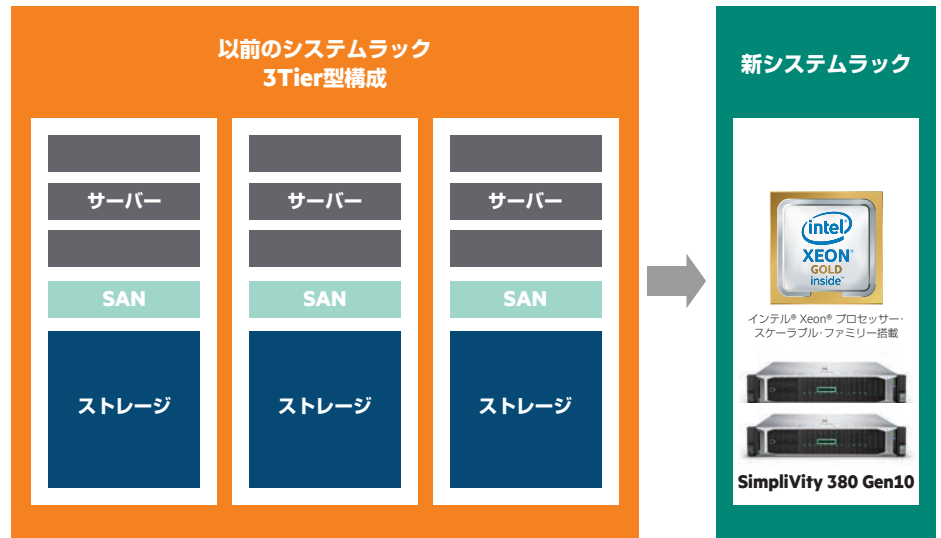 以前のシステムラック
3Tier型構成
サーバー
SAN
ストレージ
サーバー
SAN
ストレージ
サーバー
SAN
ストレージ
新システムラック
intel
XEON®
GOLD
inside™
インテル® Xeon® プロセッサー・
スケーラブル・ファミリー搭載
SimpliVity 380 Gen10